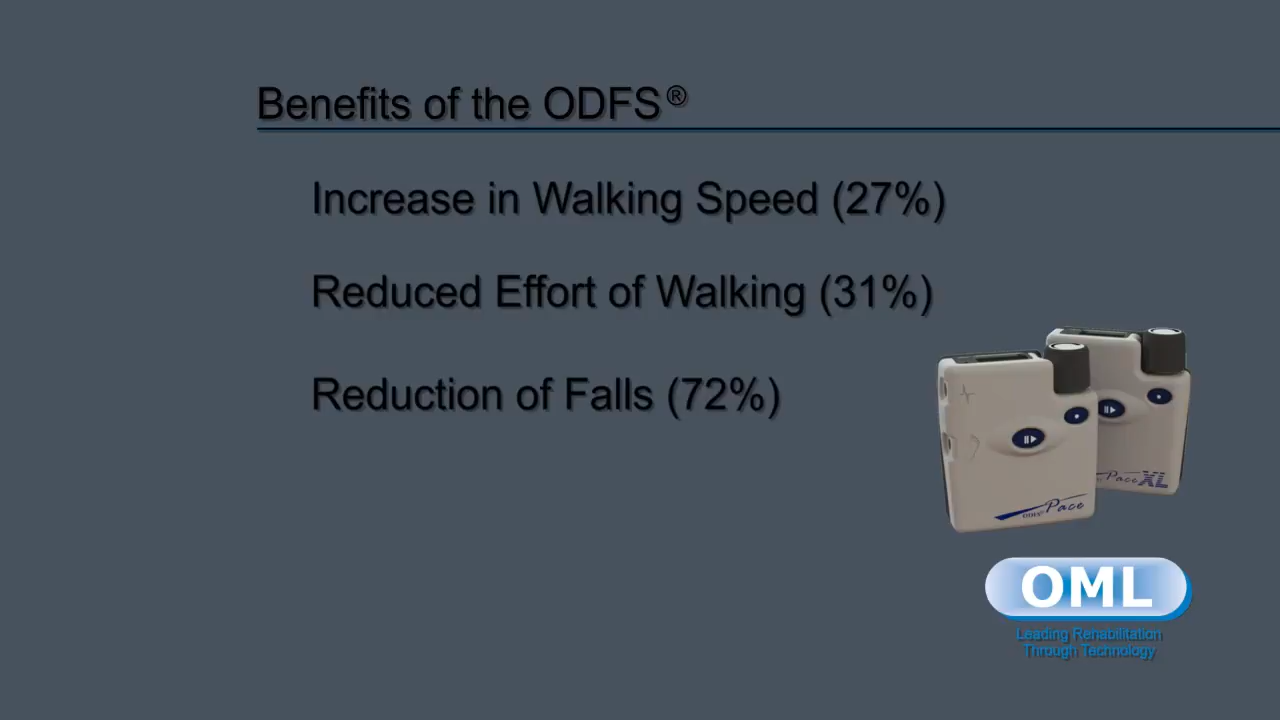 Benefits of the ODFS®
Increase in Walking Speed (27%)
Reduced Effort of Walking (31%)
Reduction of Falls (72%)
Pace XL
ODFS® Pace
OML
Leading Rehabilitation
Through Technology